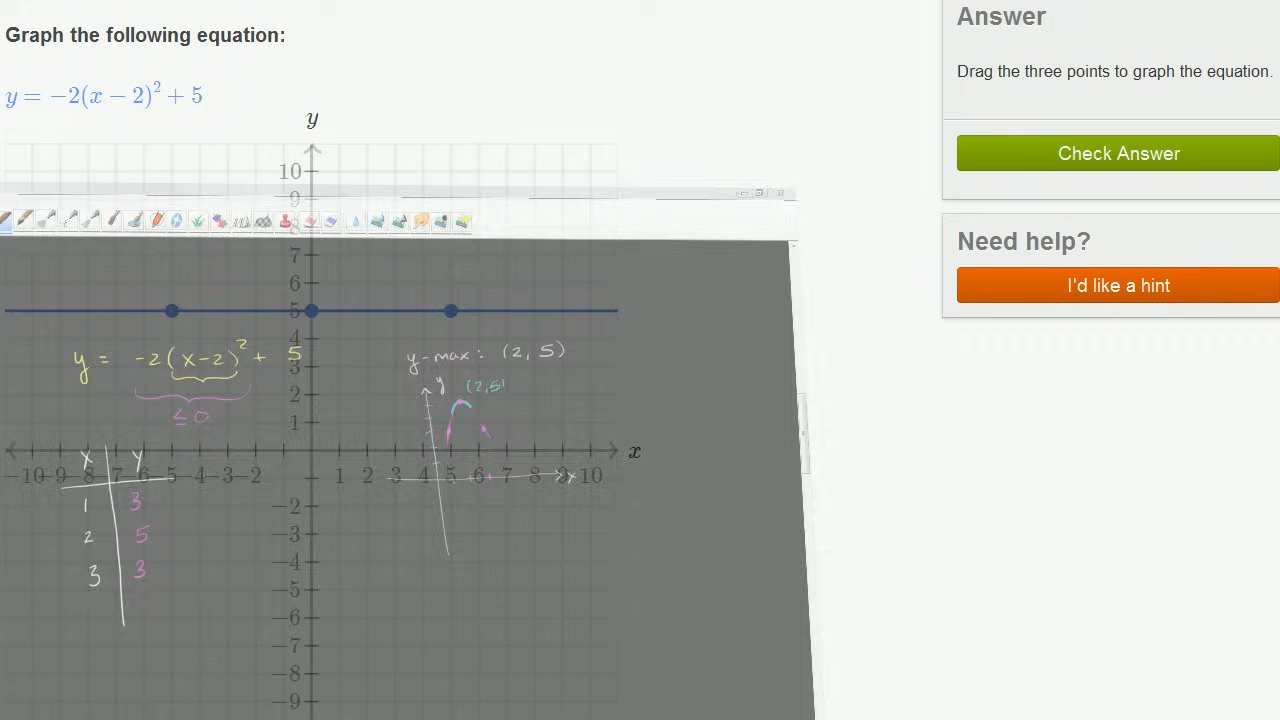 Graph the following equation:
y = −2(x − 2)² + 5
y
10
9
8
7
6
5
4
3
2
1
−10 −9 −8 −7 −6 −5 −4 −3 −2
1 2 3 4 5 6 7 8 9 10
x
−2
−3
−4
−5
−6
−7
−8
−9
y = -2(x-2)² + 5
≤0
x y
1 3
2 5
3 3
y-max: (2, 5)
y
(2,5)
x
Answer
Drag the three points to graph the equation.
Check Answer
Need help?
I'd like a hint